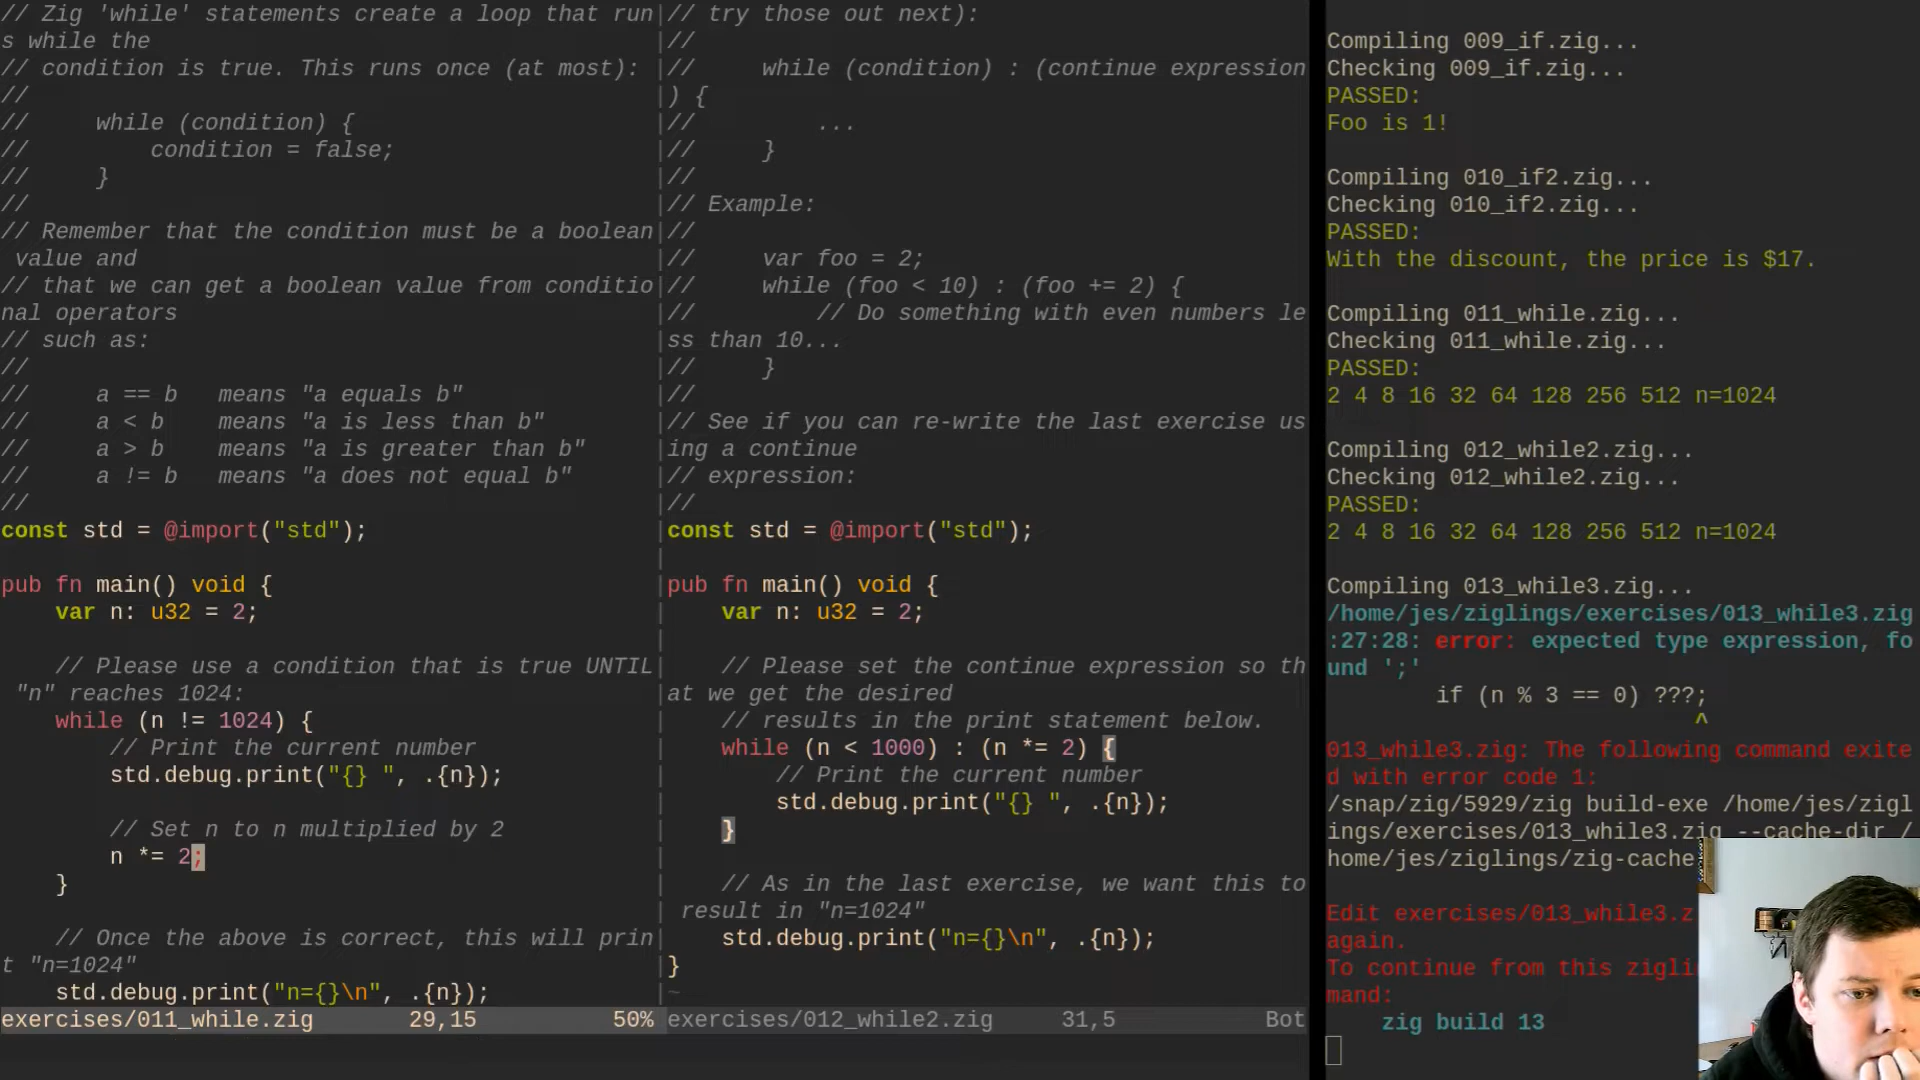 // Zig 'while' statements create a loop that run
s while the
// condition is true. This runs once (at most):
//
//     while (condition) {
//         condition = false;
//     }
//
// Remember that the condition must be a boolean
 value and
// that we can get a boolean value from conditio
nal operators
// such as:
//
//     a == b   means "a equals b"
//     a < b    means "a is less than b"
//     a > b    means "a is greater than b"
//     a != b   means "a does not equal b"
//
const std = @import("std");
pub fn main() void {
    var n: u32 = 2;
    // Please use a condition that is true UNTIL
 "n" reaches 1024:
    while (n != 1024) {
        // Print the current number
        std.debug.print("{} ", .{n});
        // Set n to n multiplied by 2
        n *= 2;
    }
    // Once the above is correct, this will prin
t "n=1024"
    std.debug.print("n={}\n", .{n});
exercises/011_while.zig       29,15          50%
// try those out next):
//
//     while (condition) : (continue expression
) {
//         ...
//     }
//
// Example:
//
//     var foo = 2;
//     while (foo < 10) : (foo += 2) {
//         // Do something with even numbers le
ss than 10...
//     }
//
// See if you can re-write the last exercise us
ing a continue
// expression:
//
const std = @import("std");
pub fn main() void {
    var n: u32 = 2;
    // Please set the continue expression so th
at we get the desired
    // results in the print statement below.
    while (n < 1000) : (n *= 2) {
        // Print the current number
        std.debug.print("{} ", .{n});
    }
    // As in the last exercise, we want this to
 result in "n=1024"
    std.debug.print("n={}\n", .{n});
}
~
exercises/012_while2.zig     31,5           Bot
Compiling 009_if.zig...
Checking 009_if.zig...
PASSED:
Foo is 1!
Compiling 010_if2.zig...
Checking 010_if2.zig...
PASSED:
With the discount, the price is $17.
Compiling 011_while.zig...
Checking 011_while.zig...
PASSED:
2 4 8 16 32 64 128 256 512 n=1024
Compiling 012_while2.zig...
Checking 012_while2.zig...
PASSED:
2 4 8 16 32 64 128 256 512 n=1024
Compiling 013_while3.zig...
/home/jes/ziglings/exercises/013_while3.zig
:27:28: error: expected type expression, fo
und ';'
        if (n % 3 == 0) ???;
                           ^
013_while3.zig: The following command exite
d with error code 1:
/snap/zig/5929/zig build-exe /home/jes/zigl
ings/exercises/013_while3.zig --cache-dir /
home/jes/ziglings/zig-cache
Edit exercises/013_while3.z
again.
To continue from this zigli
mand:
    zig build 13